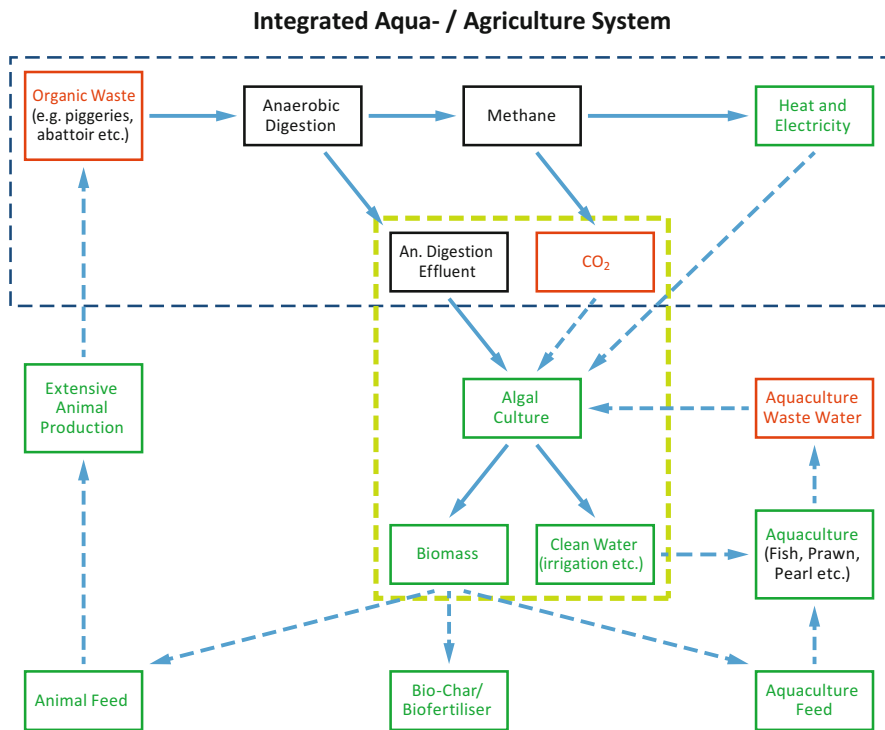 Integrated Aqua- / Agriculture System
Organic Waste
(e.g. piggeries,
abattoir etc.)
Anaerobic
Digestion
Methane
Heat and
Electricity
An. Digestion
Effluent
CO₂
Extensive
Animal
Production
Algal
Culture
Aquaculture
Waste Water
Biomass
Clean Water
(irrigation etc.)
Aquaculture
(Fish, Prawn,
Pearl etc.)
Animal Feed
Bio-Char/
Biofertiliser
Aquaculture
Feed